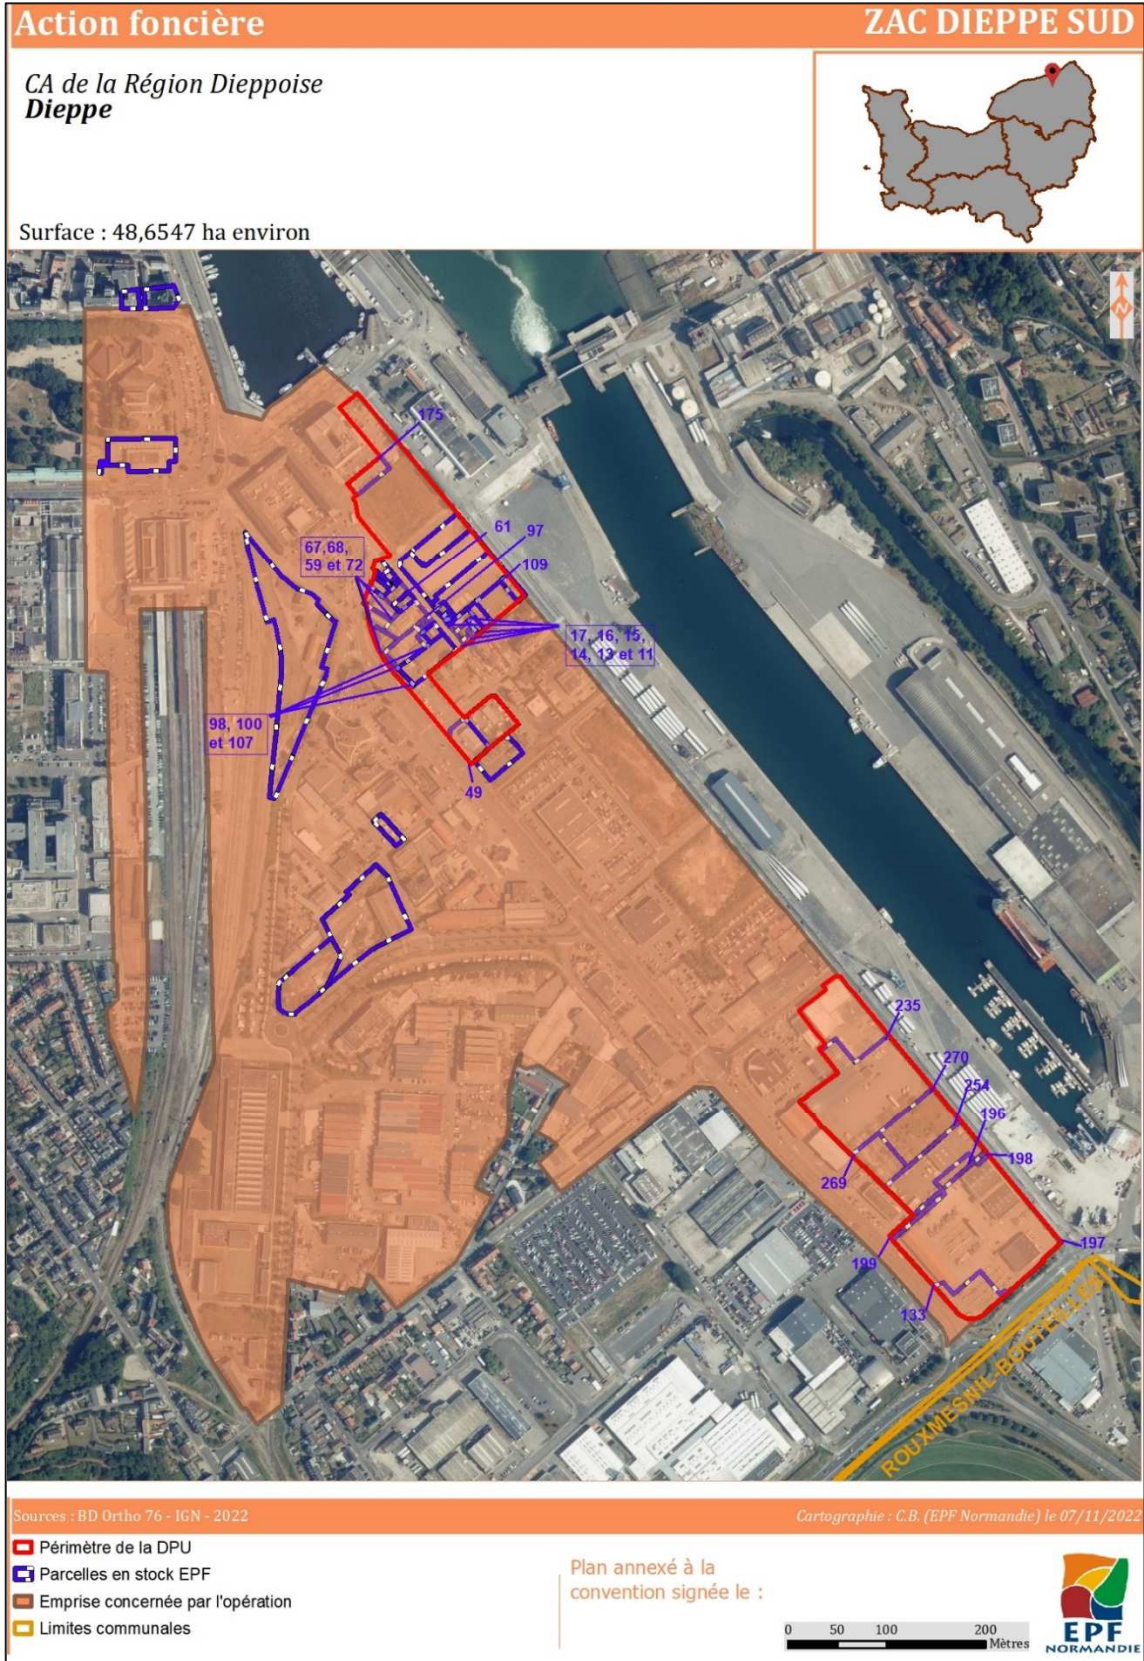 Action foncière
ZAC DIEPPE SUD
CA de la Région Dieppoise
Dieppe
Surface : 48,6547 ha environ
N
175
61
97
67,68,
59 et 72
109
17, 16, 15,
14, 13 et 11
98, 100
et 107
49
235
270
254
196
198
269
197
199
133
ROUXMESNIL-BOUTEILLES
Sources : BD Ortho 76 - IGN - 2022
Cartographie : C.B. (EPF Normandie) le 07/11/2022
Périmètre de la DPU
Parcelles en stock EPF
Emprise concernée par l'opération
Limites communales
Plan annexé à la
convention signée le :
0 50 100 200
Mètres
EPF
NORMANDIE